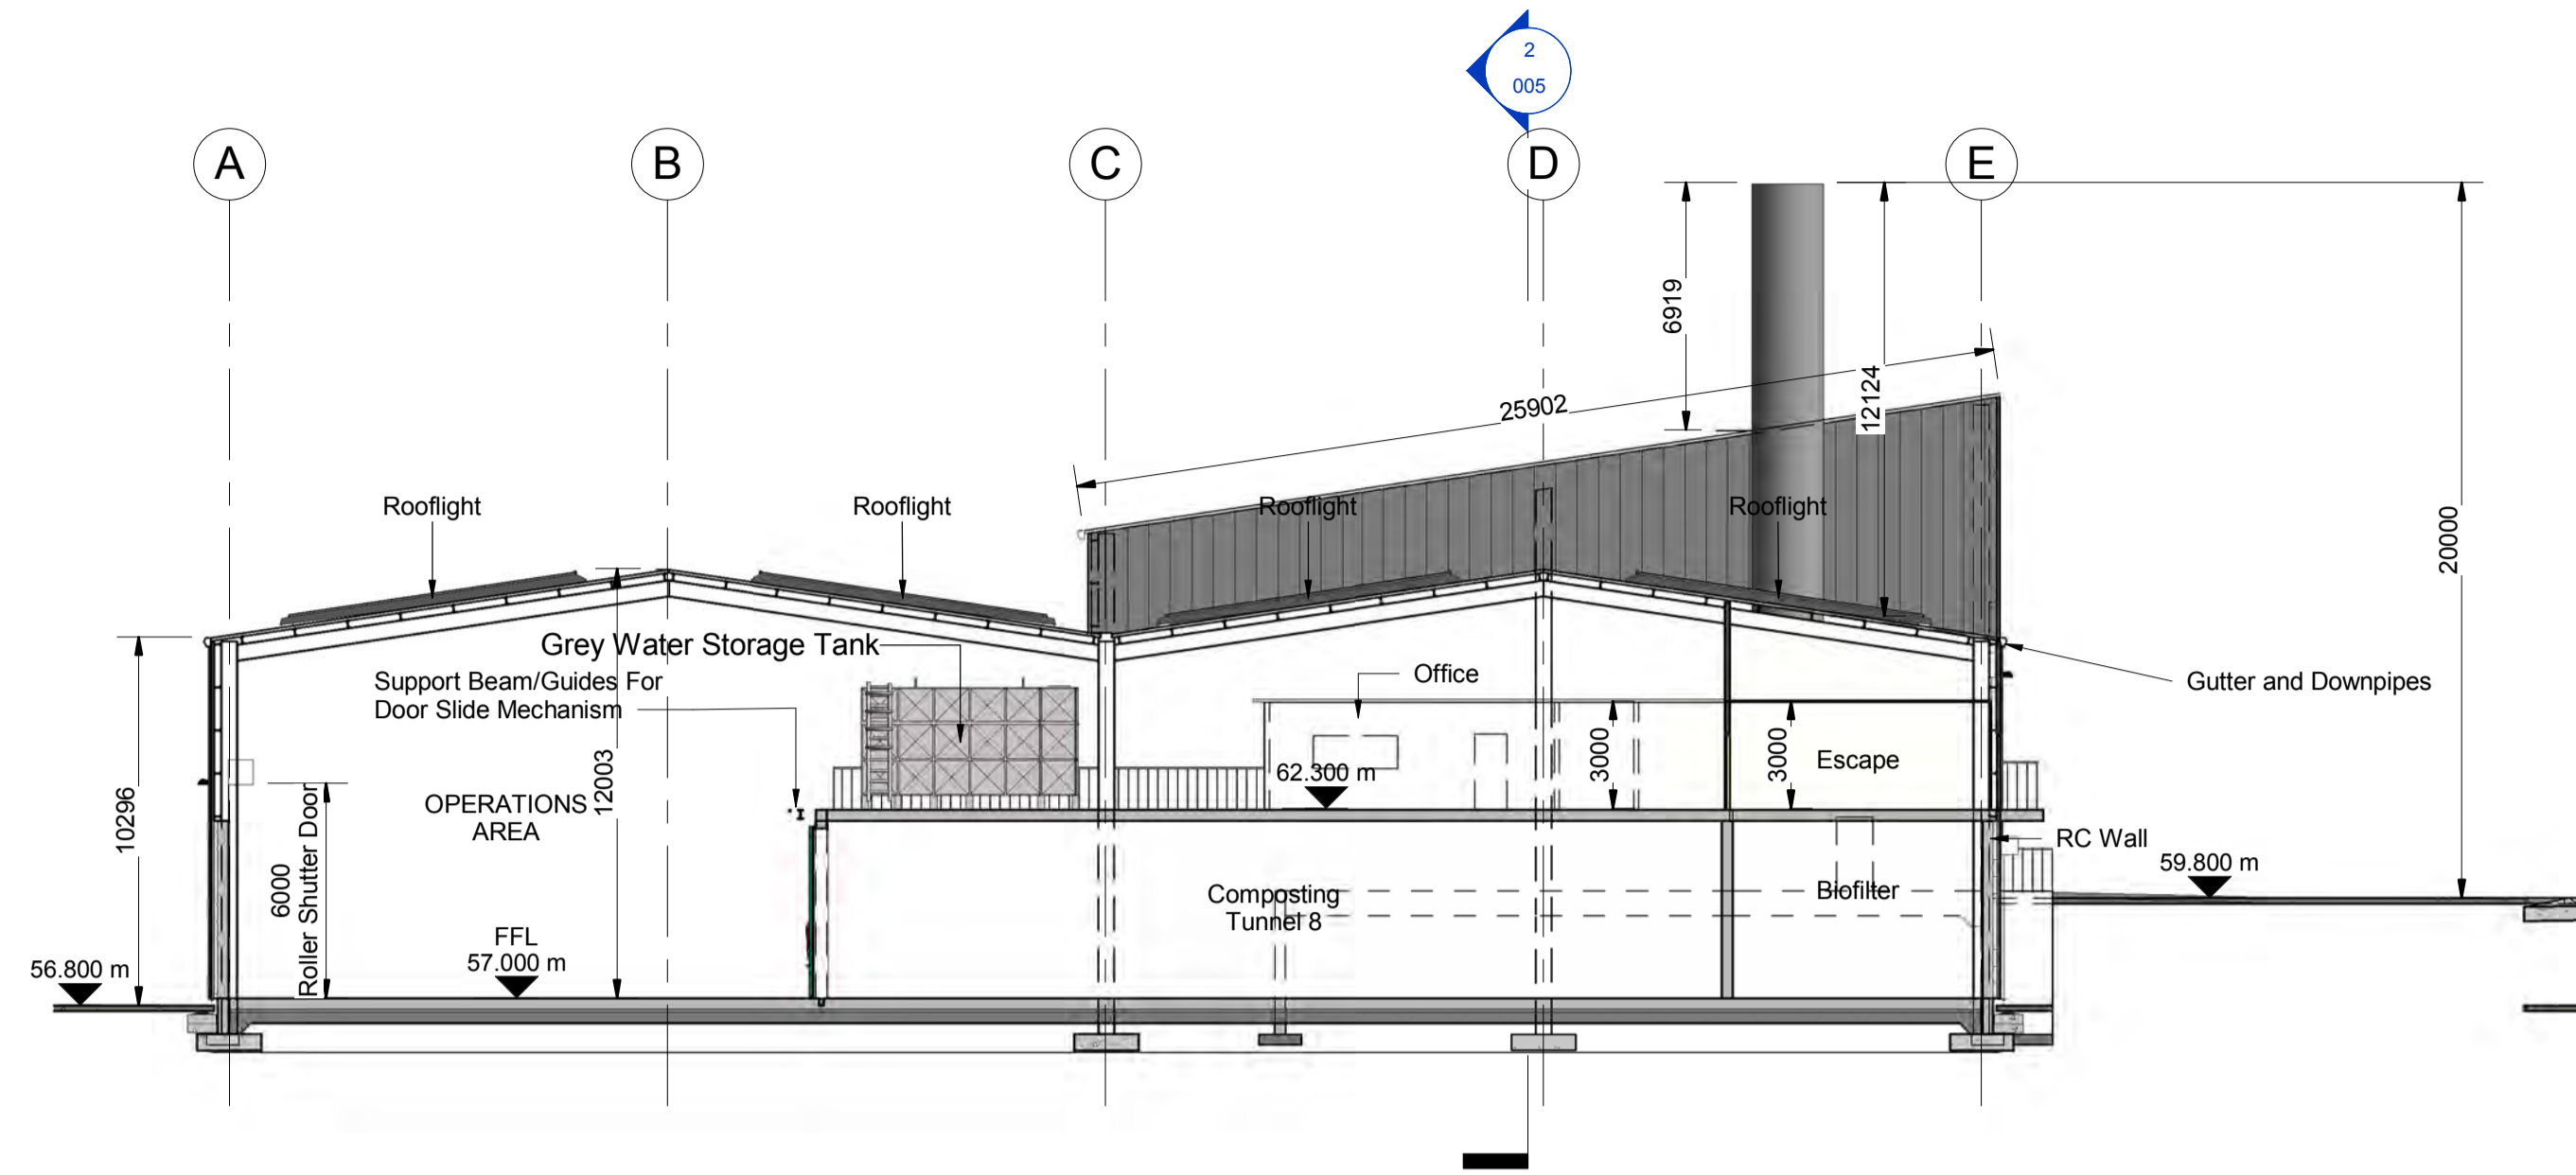 2
005
A
B
C
D
E
6919
12124
25902
20000
Rooflight
Rooflight
Rooflight
Rooflight
Grey Water Storage Tank
Support Beam/Guides For
Door Slide Mechanism
Office
Gutter and Downpipes
10296
6000
Roller Shutter Door
OPERATIONS
AREA
12003
62.300 m
3000
3000
Escape
RC Wall
59.800 m
Composting
Tunnel 8
Biofilter
FFL
57.000 m
56.800 m